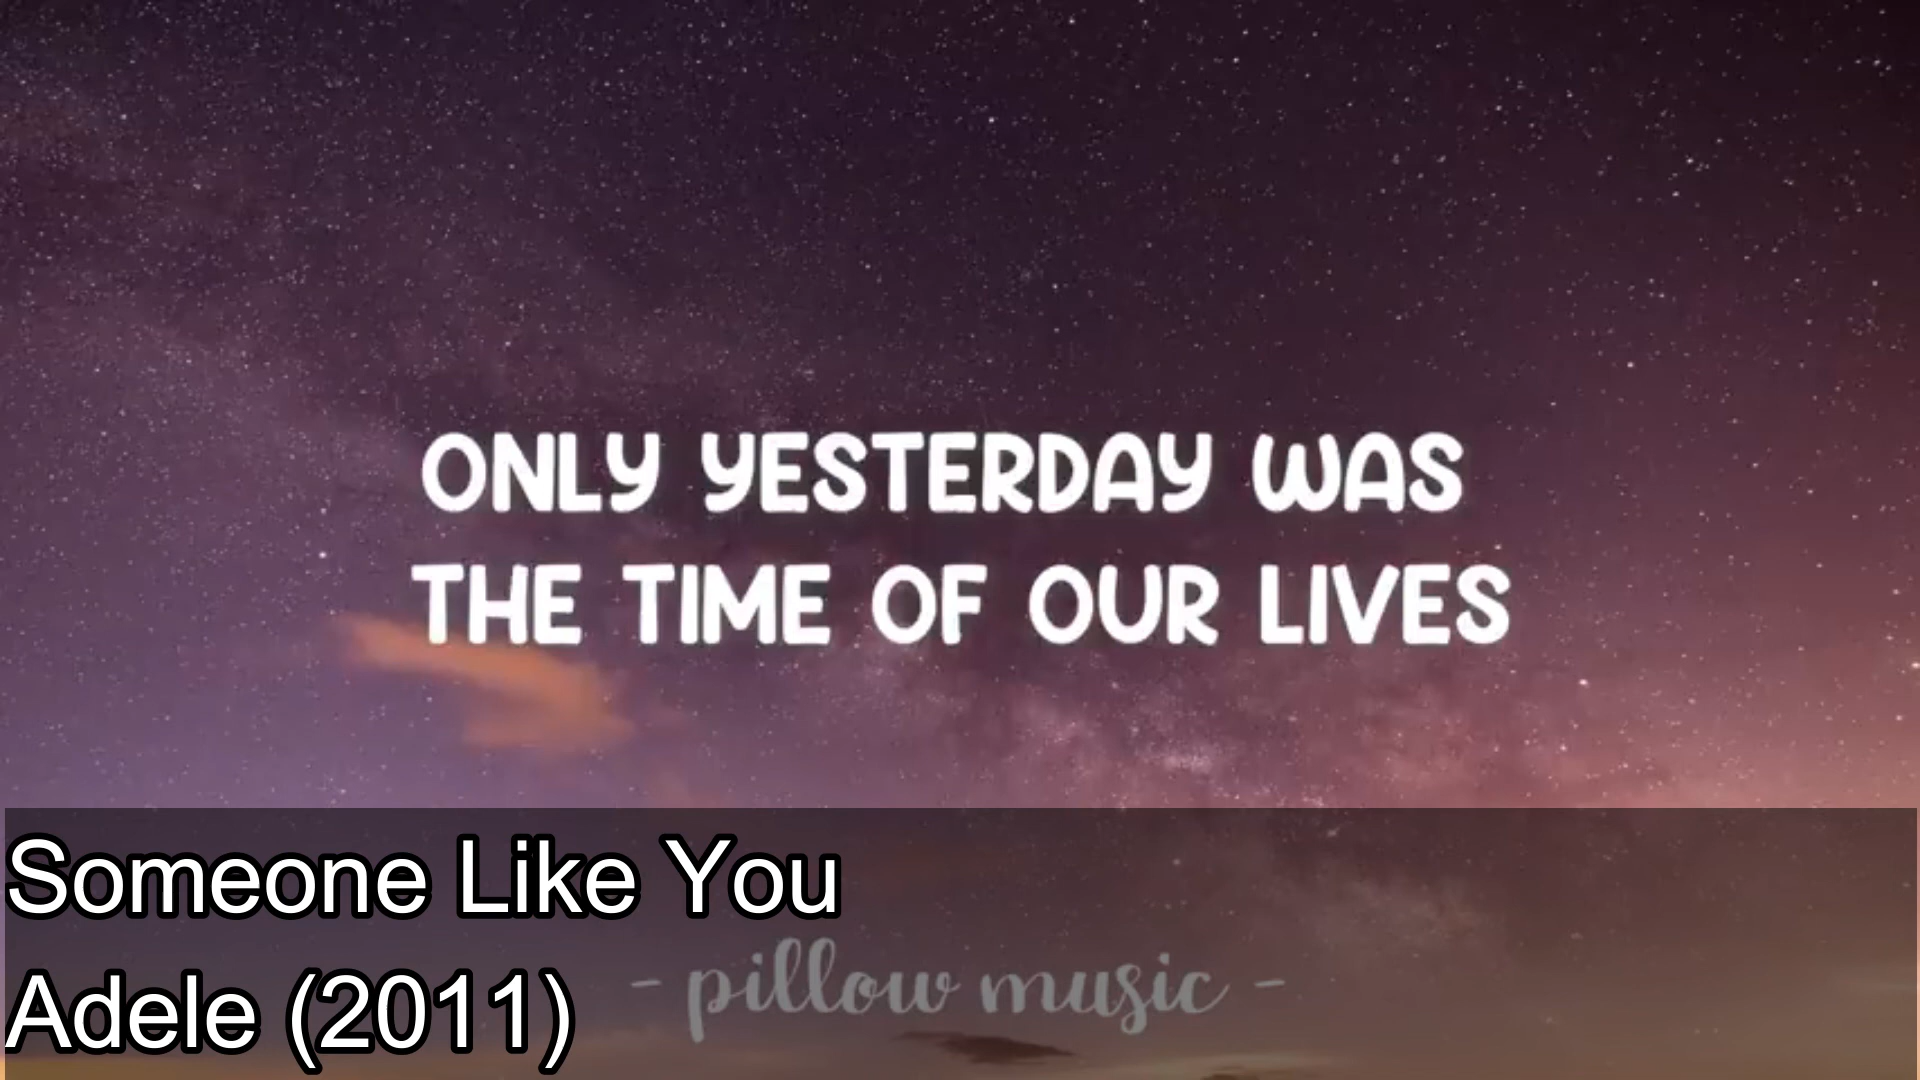 ONLY YESTERDAY WAS
THE TIME OF OUR LIVES
Someone Like You
Adele (2011)
- pillow music -